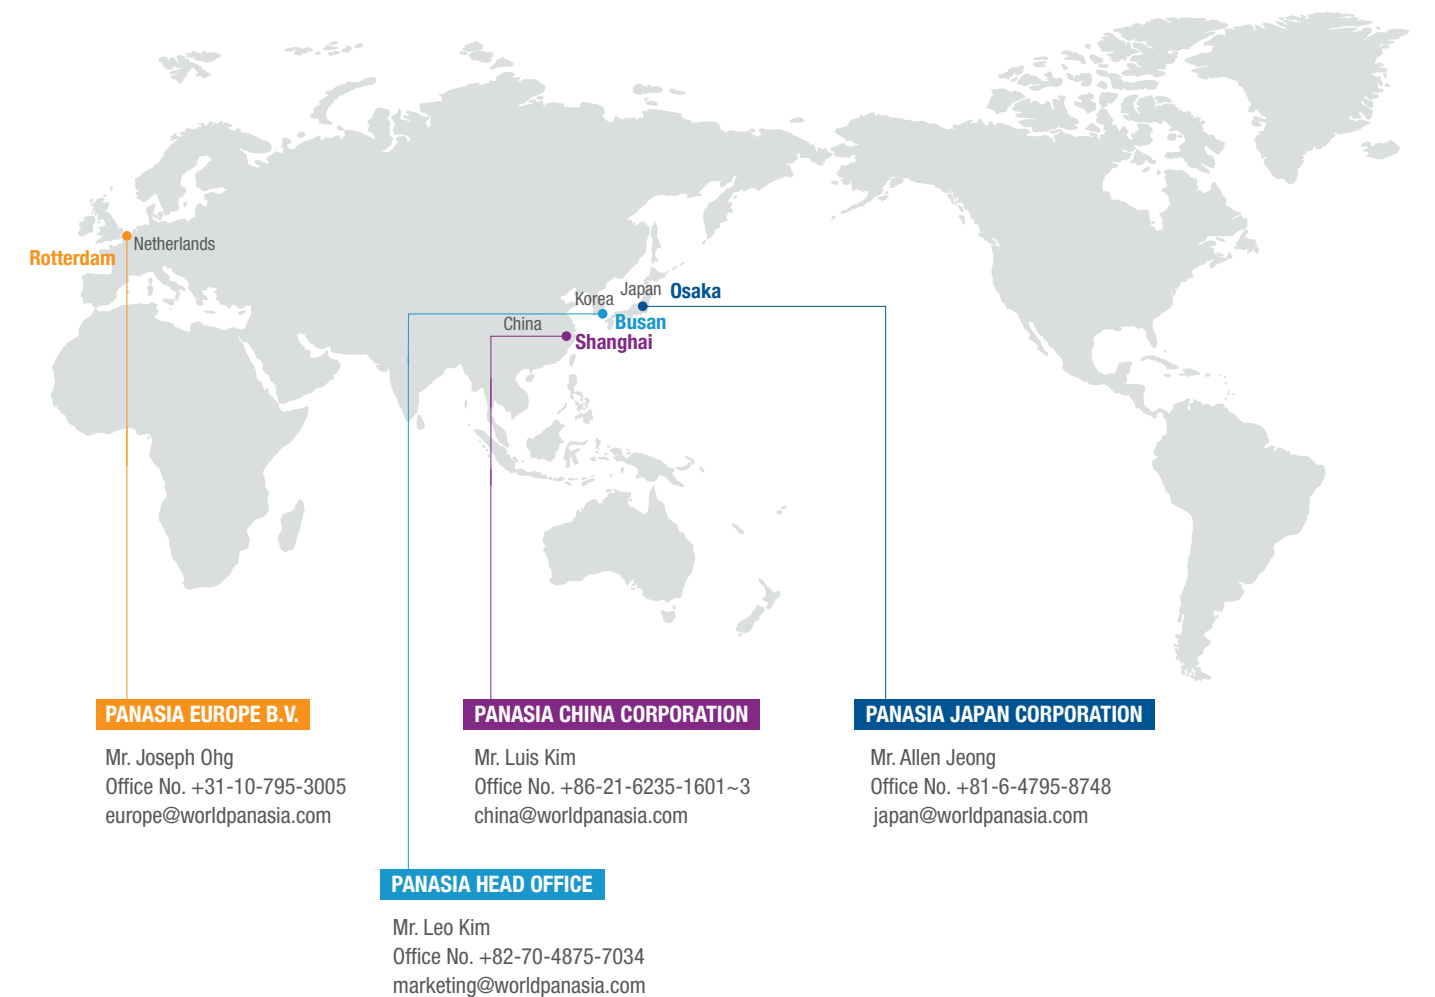 Netherlands
Rotterdam
Japan
Osaka
Korea
Busan
China
Shanghai
PANASIA EUROPE B.V.
Mr. Joseph Ohg
Office No. +31-10-795-3005
europe@worldpanasia.com
PANASIA CHINA CORPORATION
Mr. Luis Kim
Office No. +86-21-6235-1601~3
china@worldpanasia.com
PANASIA JAPAN CORPORATION
Mr. Allen Jeong
Office No. +81-6-4795-8748
japan@worldpanasia.com
PANASIA HEAD OFFICE
Mr. Leo Kim
Office No. +82-70-4875-7034
marketing@worldpanasia.com